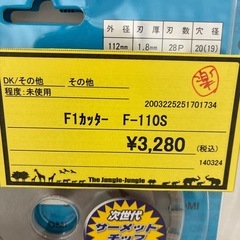 外径 刃厚 刃数 穴径
112mm 1.8mm 28P 20(19)
楽
DK/その他 その他
程度:未使用
2003225251701734
F1カッター F-110S
¥3,280 (税込)
140324
The Jungle-Jungle
次世代
サーメット
チップ